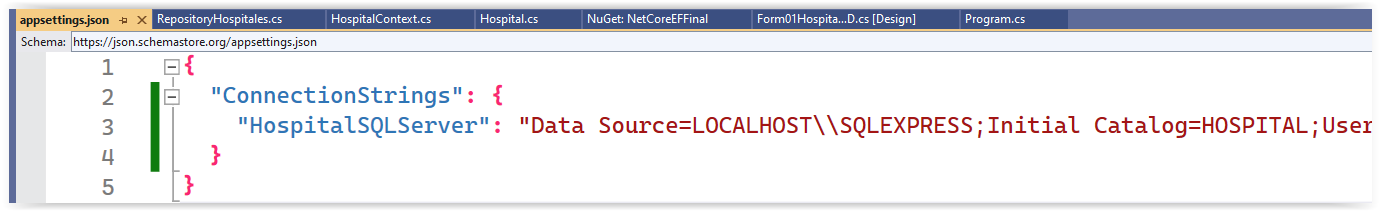 appsettings.json RepositoryHospitales.cs HospitalContext.cs Hospital.cs NuGet: NetCoreEFFinal Form01Hospita...D.cs [Design] Program.cs
Schema: https://json.schemastore.org/appsettings.json
1 {
2 "ConnectionStrings": {
3 "HospitalSQLServer": "Data Source=LOCALHOST\\SQLEXPRESS;Initial Catalog=HOSPITAL;User
4 }
5 }